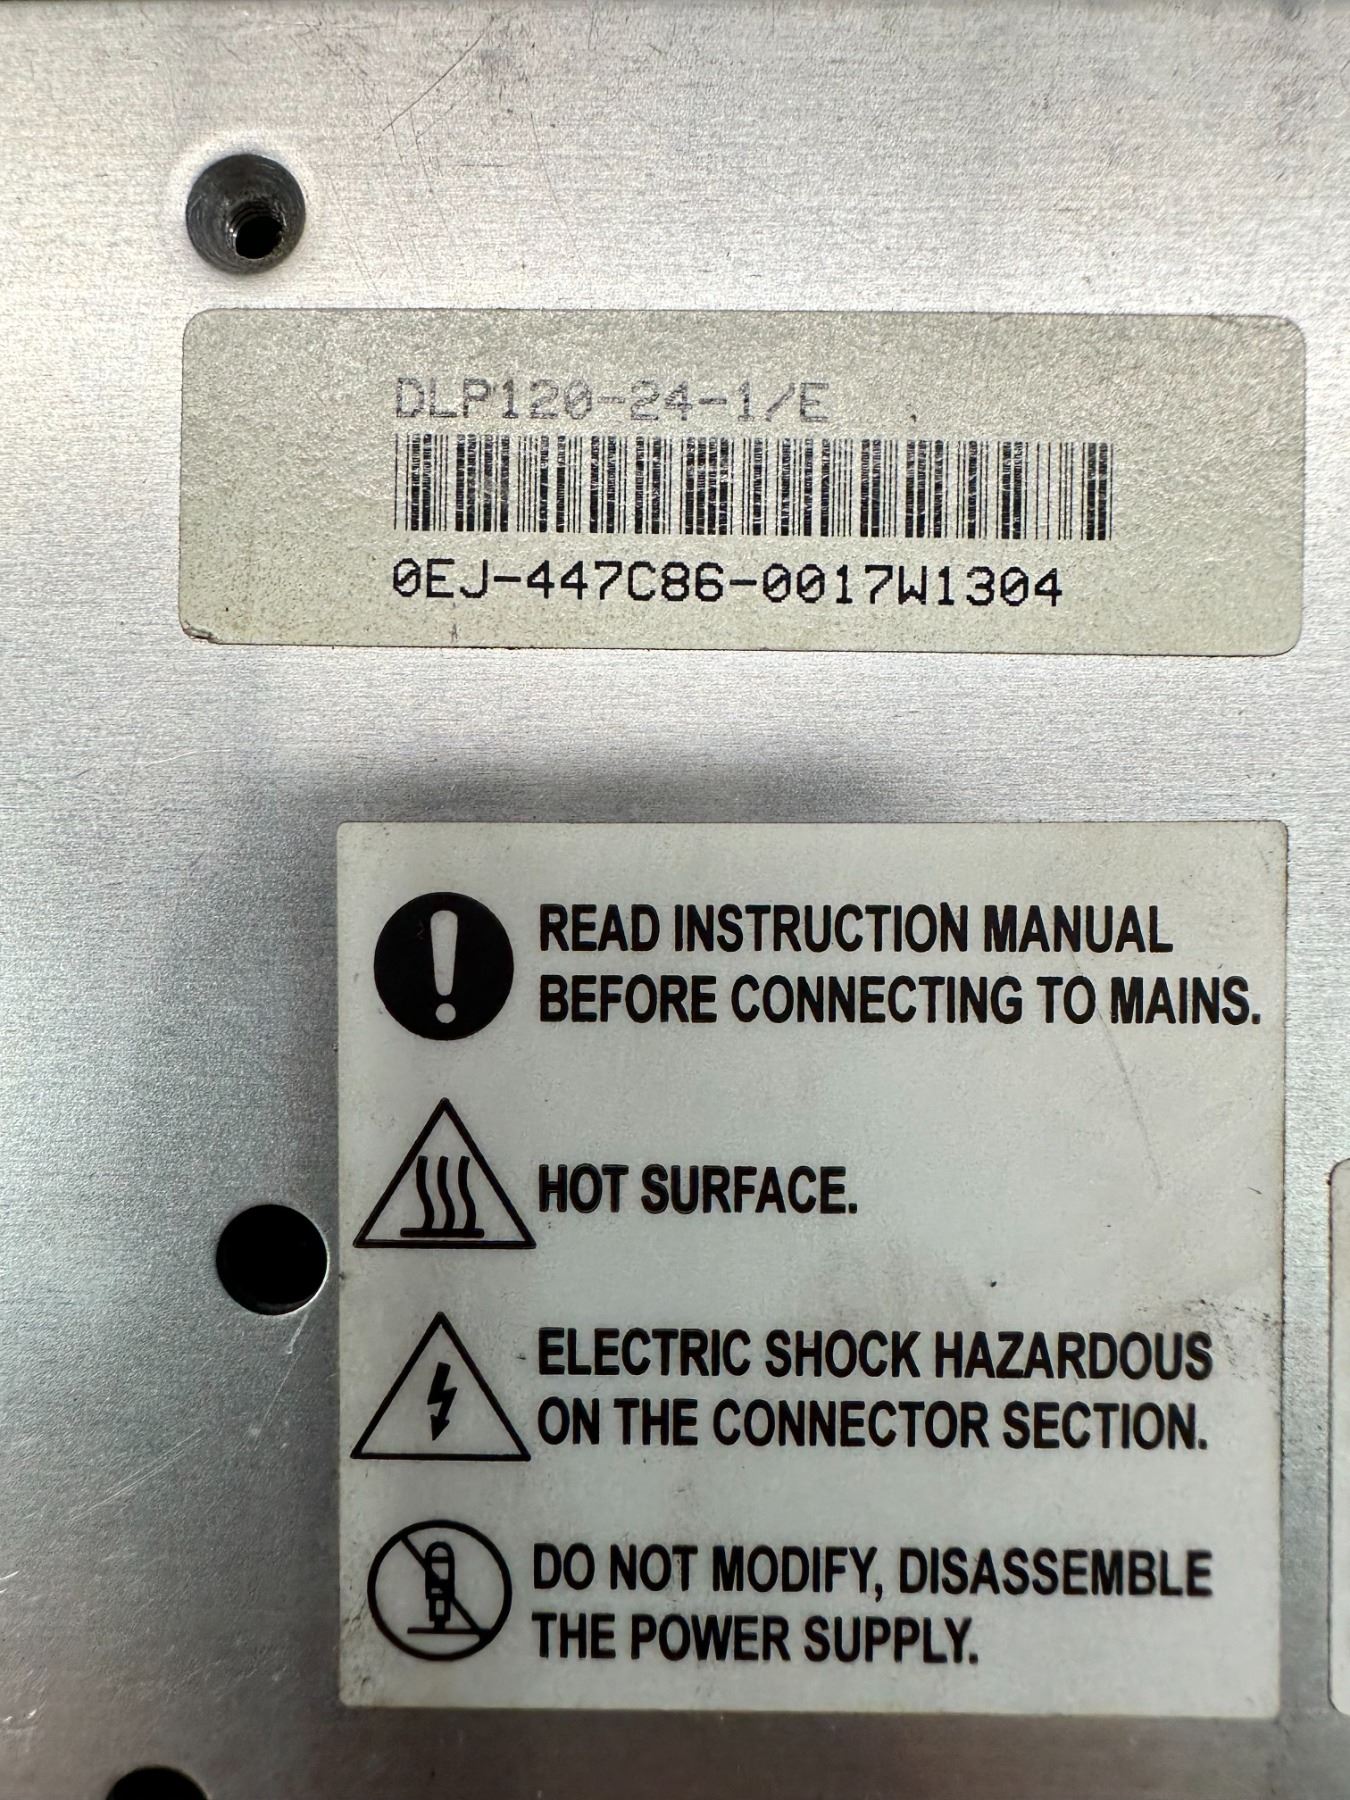 DLP120-24-1/E
0EJ-447C86-0017W1304
READ INSTRUCTION MANUAL
BEFORE CONNECTING TO MAINS.
HOT SURFACE.
ELECTRIC SHOCK HAZARDOUS
ON THE CONNECTOR SECTION.
DO NOT MODIFY, DISASSEMBLE
THE POWER SUPPLY.